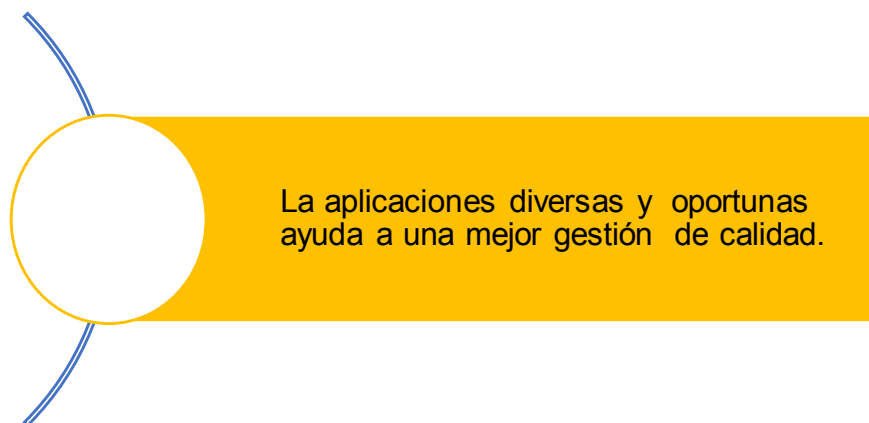 La aplicaciones diversas y oportunas
ayuda a una mejor gestión de calidad.